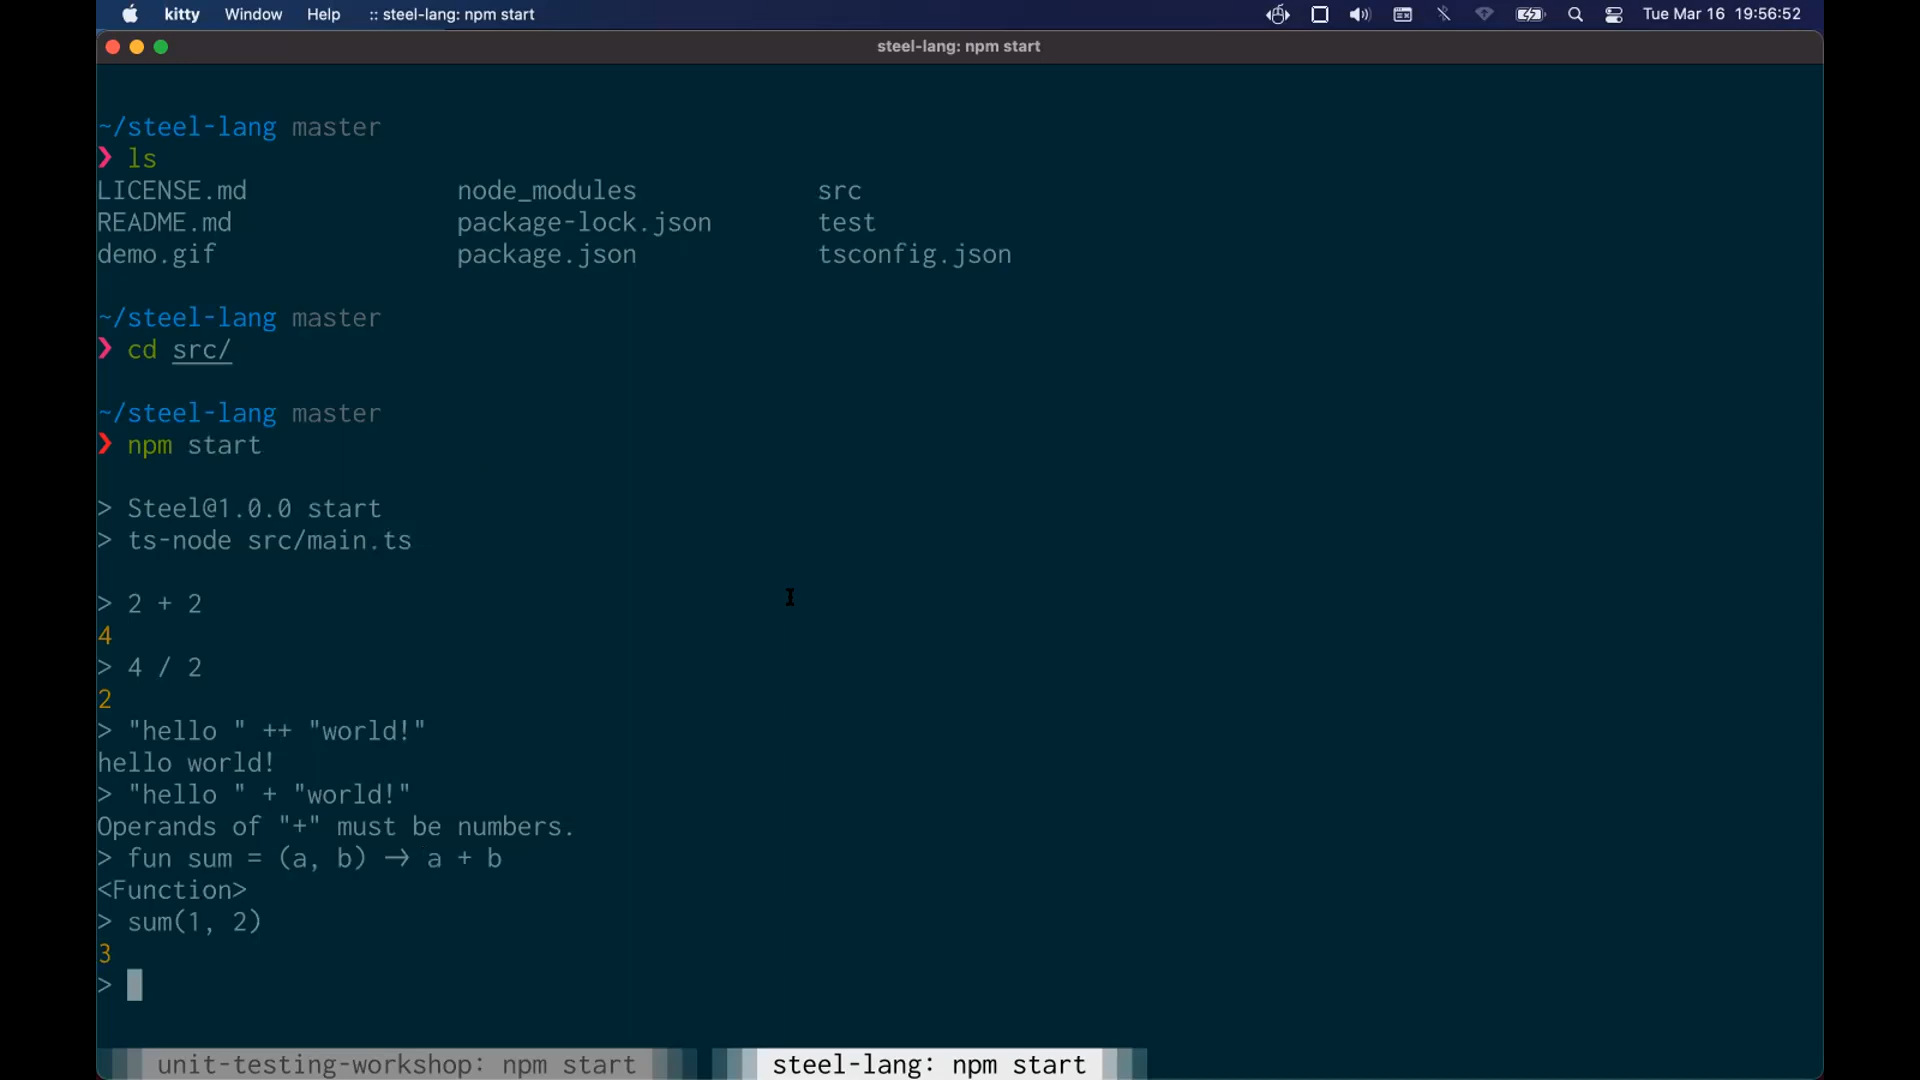 kitty Window Help :: steel-lang: npm start Tue Mar 16 19:56:52
steel-lang: npm start
~/steel-lang master
❯ ls
LICENSE.md node_modules src
README.md package-lock.json test
demo.gif package.json tsconfig.json
~/steel-lang master
❯ cd src/
~/steel-lang master
❯ npm start
> Steel@1.0.0 start
> ts-node src/main.ts
> 2 + 2
4
> 4 / 2
2
> "hello " ++ "world!"
hello world!
> "hello " + "world!"
Operands of "+" must be numbers.
> fun sum = (a, b) → a + b
<Function>
> sum(1, 2)
3
>
unit-testing-workshop: npm start steel-lang: npm start